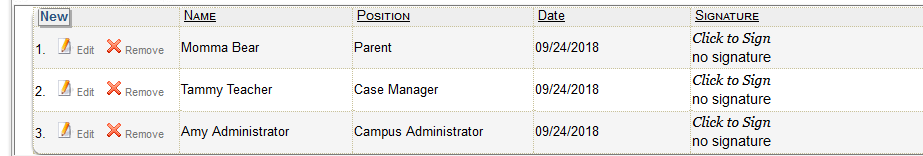 New Name Position Date Signature
1. Edit Remove Momma Bear Parent 09/24/2018 Click to Sign
no signature
2. Edit Remove Tammy Teacher Case Manager 09/24/2018 Click to Sign
no signature
3. Edit Remove Amy Administrator Campus Administrator 09/24/2018 Click to Sign
no signature